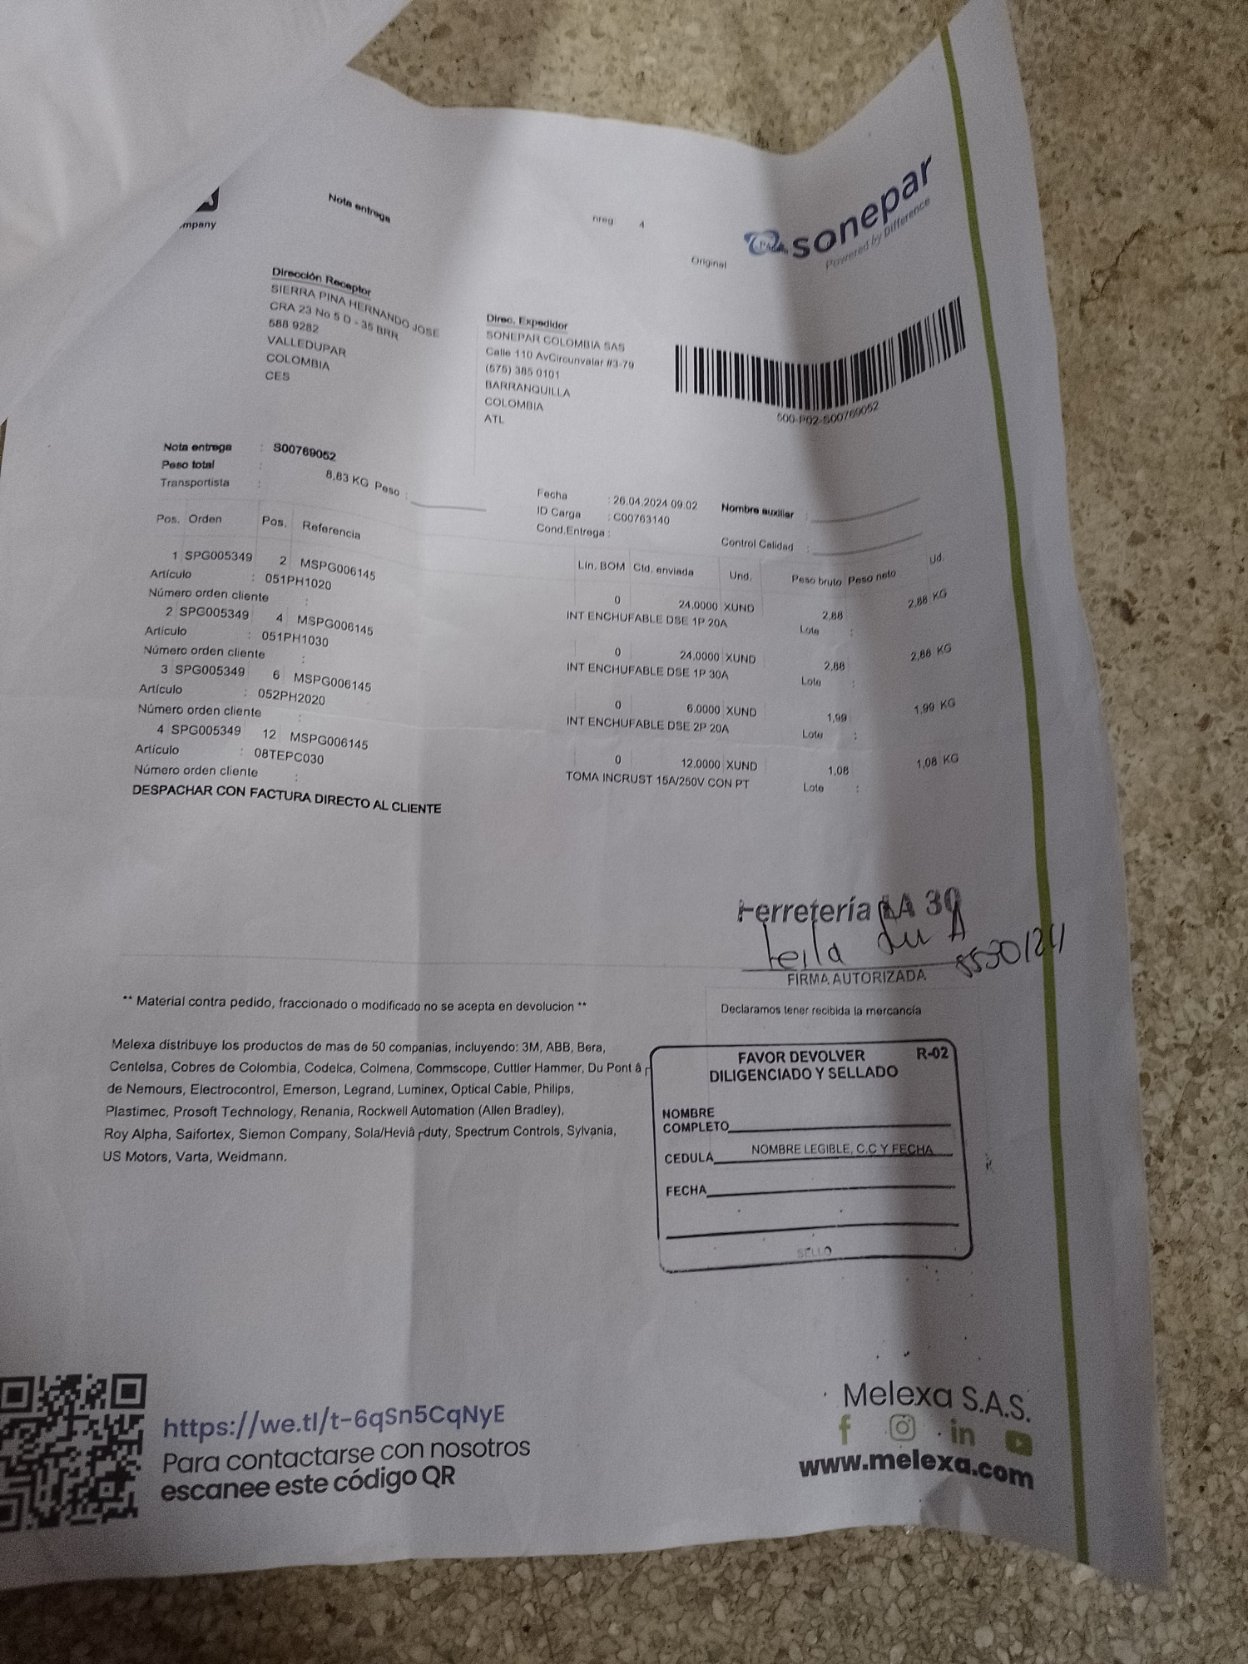 mpany
Nota entrega
4
Original
sonepar
Powered by Difference
Dirección Receptor
SIERRA PINA HERNANDO JOSE
CRA 23 No 5 D - 35 BRR
588 9282
VALLEDUPAR
COLOMBIA
CES
Direc. Expedidor
SONEPAR COLOMBIA SAS
Calle 110 AvCircunvalar #3-79
(575) 385 0101
BARRANQUILLA
COLOMBIA
ATL
500-P02-S00769052
Nota entrega : S00769052
Peso total : 8,83 KG Peso :
Transportista :
Fecha : 26.04.2024 09:02
ID Carga : C00763140
Cond.Entrega :
Nombre auxiliar :
Control Calidad :
Pos. Orden Pos. Referencia Lin. BOM Ctd. enviada Und. Peso bruto Peso neto Ud.
1 SPG005349 2 MSPG006145 0 24.0000 XUND 2,88 2,88 KG
Artículo : 051PH1020 INT ENCHUFABLE DSE 1P 20A Lote :
Número orden cliente :
2 SPG005349 4 MSPG006145 0 24,0000 XUND 2,88 2,88 KG
Artículo : 051PH1030 INT ENCHUFABLE DSE 1P 30A Lote :
Número orden cliente :
3 SPG005349 6 MSPG006145 0 6.0000 XUND 1,99 1,99 KG
Artículo : 052PH2020 INT ENCHUFABLE DSE 2P 20A Lote :
Número orden cliente :
4 SPG005349 12 MSPG006145 0 12.0000 XUND 1,08 1,08 KG
Artículo : 08TEPC030 TOMA INCRUST 15A/250V CON PT Lote :
Número orden cliente :
DESPACHAR CON FACTURA DIRECTO AL CLIENTE
Ferretería LA 30
Leila
FIRMA AUTORIZADA
Declaramos tener recibida la mercancía
** Material contra pedido, fraccionado o modificado no se acepta en devolucion **
Melexa distribuye los productos de mas de 50 companias, incluyendo: 3M, ABB, Bera,
Centelsa, Cobres de Colombia, Codelca, Colmena, Commscope, Cuttler Hammer, Du Pont â
de Nemours, Electrocontrol, Emerson, Legrand, Luminex, Optical Cable, Philips,
Plastimec, Prosoft Technology, Renania, Rockwell Automation (Allen Bradley),
Roy Alpha, Saifortex, Siemon Company, Sola/Heviâ duty, Spectrum Controls, Sylvania,
US Motors, Varta, Weidmann.
FAVOR DEVOLVER R-02
DILIGENCIADO Y SELLADO
NOMBRE
COMPLETO
CEDULA NOMBRE LEGIBLE, C.C Y FECHA
FECHA
SELLO
https://we.tl/t-6qSn5CqNyE
Para contactarse con nosotros
escanee este código QR
Melexa S.A.S.
www.melexa.com